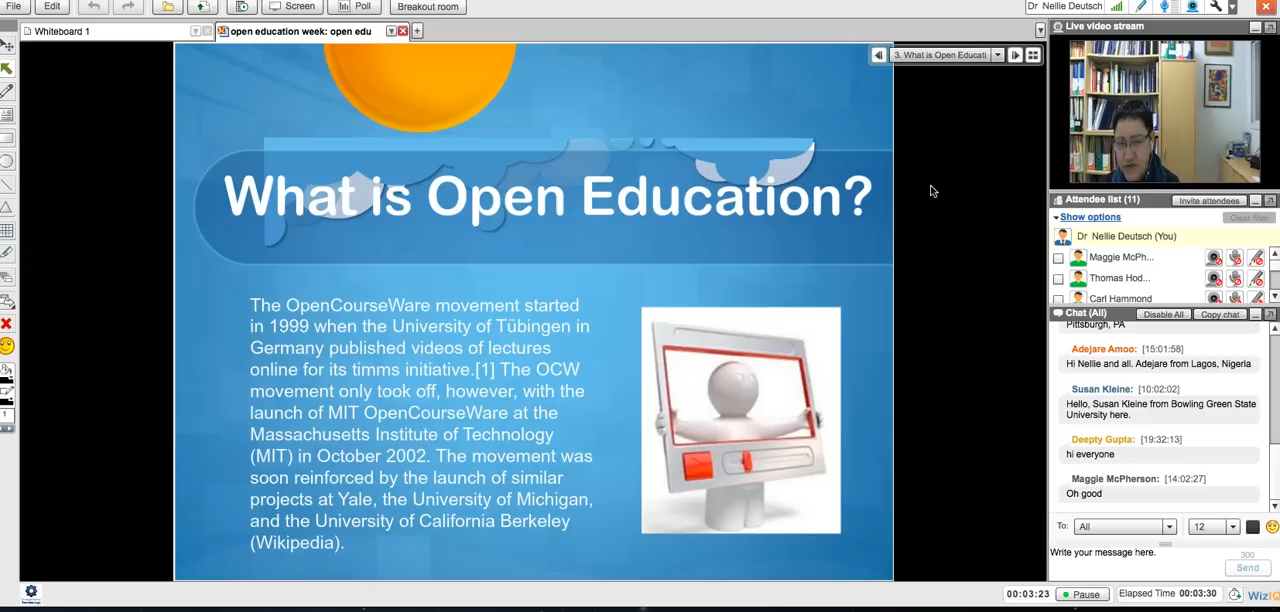 File
Edit
Screen
Poll
Breakout room
Dr Nellie Deutsch
Whiteboard 1
open education week: open edu
3. What is Open Educati
Live video stream
What is Open Education?
The OpenCourseWare movement started
in 1999 when the University of Tübingen in
Germany published videos of lectures
online for its timms initiative.[1] The OCW
movement only took off, however, with the
launch of MIT OpenCourseWare at the
Massachusetts Institute of Technology
(MIT) in October 2002. The movement was
soon reinforced by the launch of similar
projects at Yale, the University of Michigan,
and the University of California Berkeley
(Wikipedia).
Attendee list (11)
Invite attendees
Show options
Clear filter
Dr Nellie Deutsch (You)
Maggie McPh...
Thomas Hod...
Carl Hammond
Chat (All)
Disable All
Copy chat
Pittsburgh, PA
Adejare Amoo: [15:01:58]
Hi Nellie and all. Adejare from Lagos, Nigeria
Susan Kleine: [10:02:02]
Hello, Susan Kleine from Bowling Green State
University here.
Deepty Gupta: [19:32:13]
hi everyone
Maggie McPherson: [14:02:27]
Oh good
To:
All
12
Write your message here.
300
Send
1
00:03:23
Pause
Elapsed Time 00:03:30
WizIQ